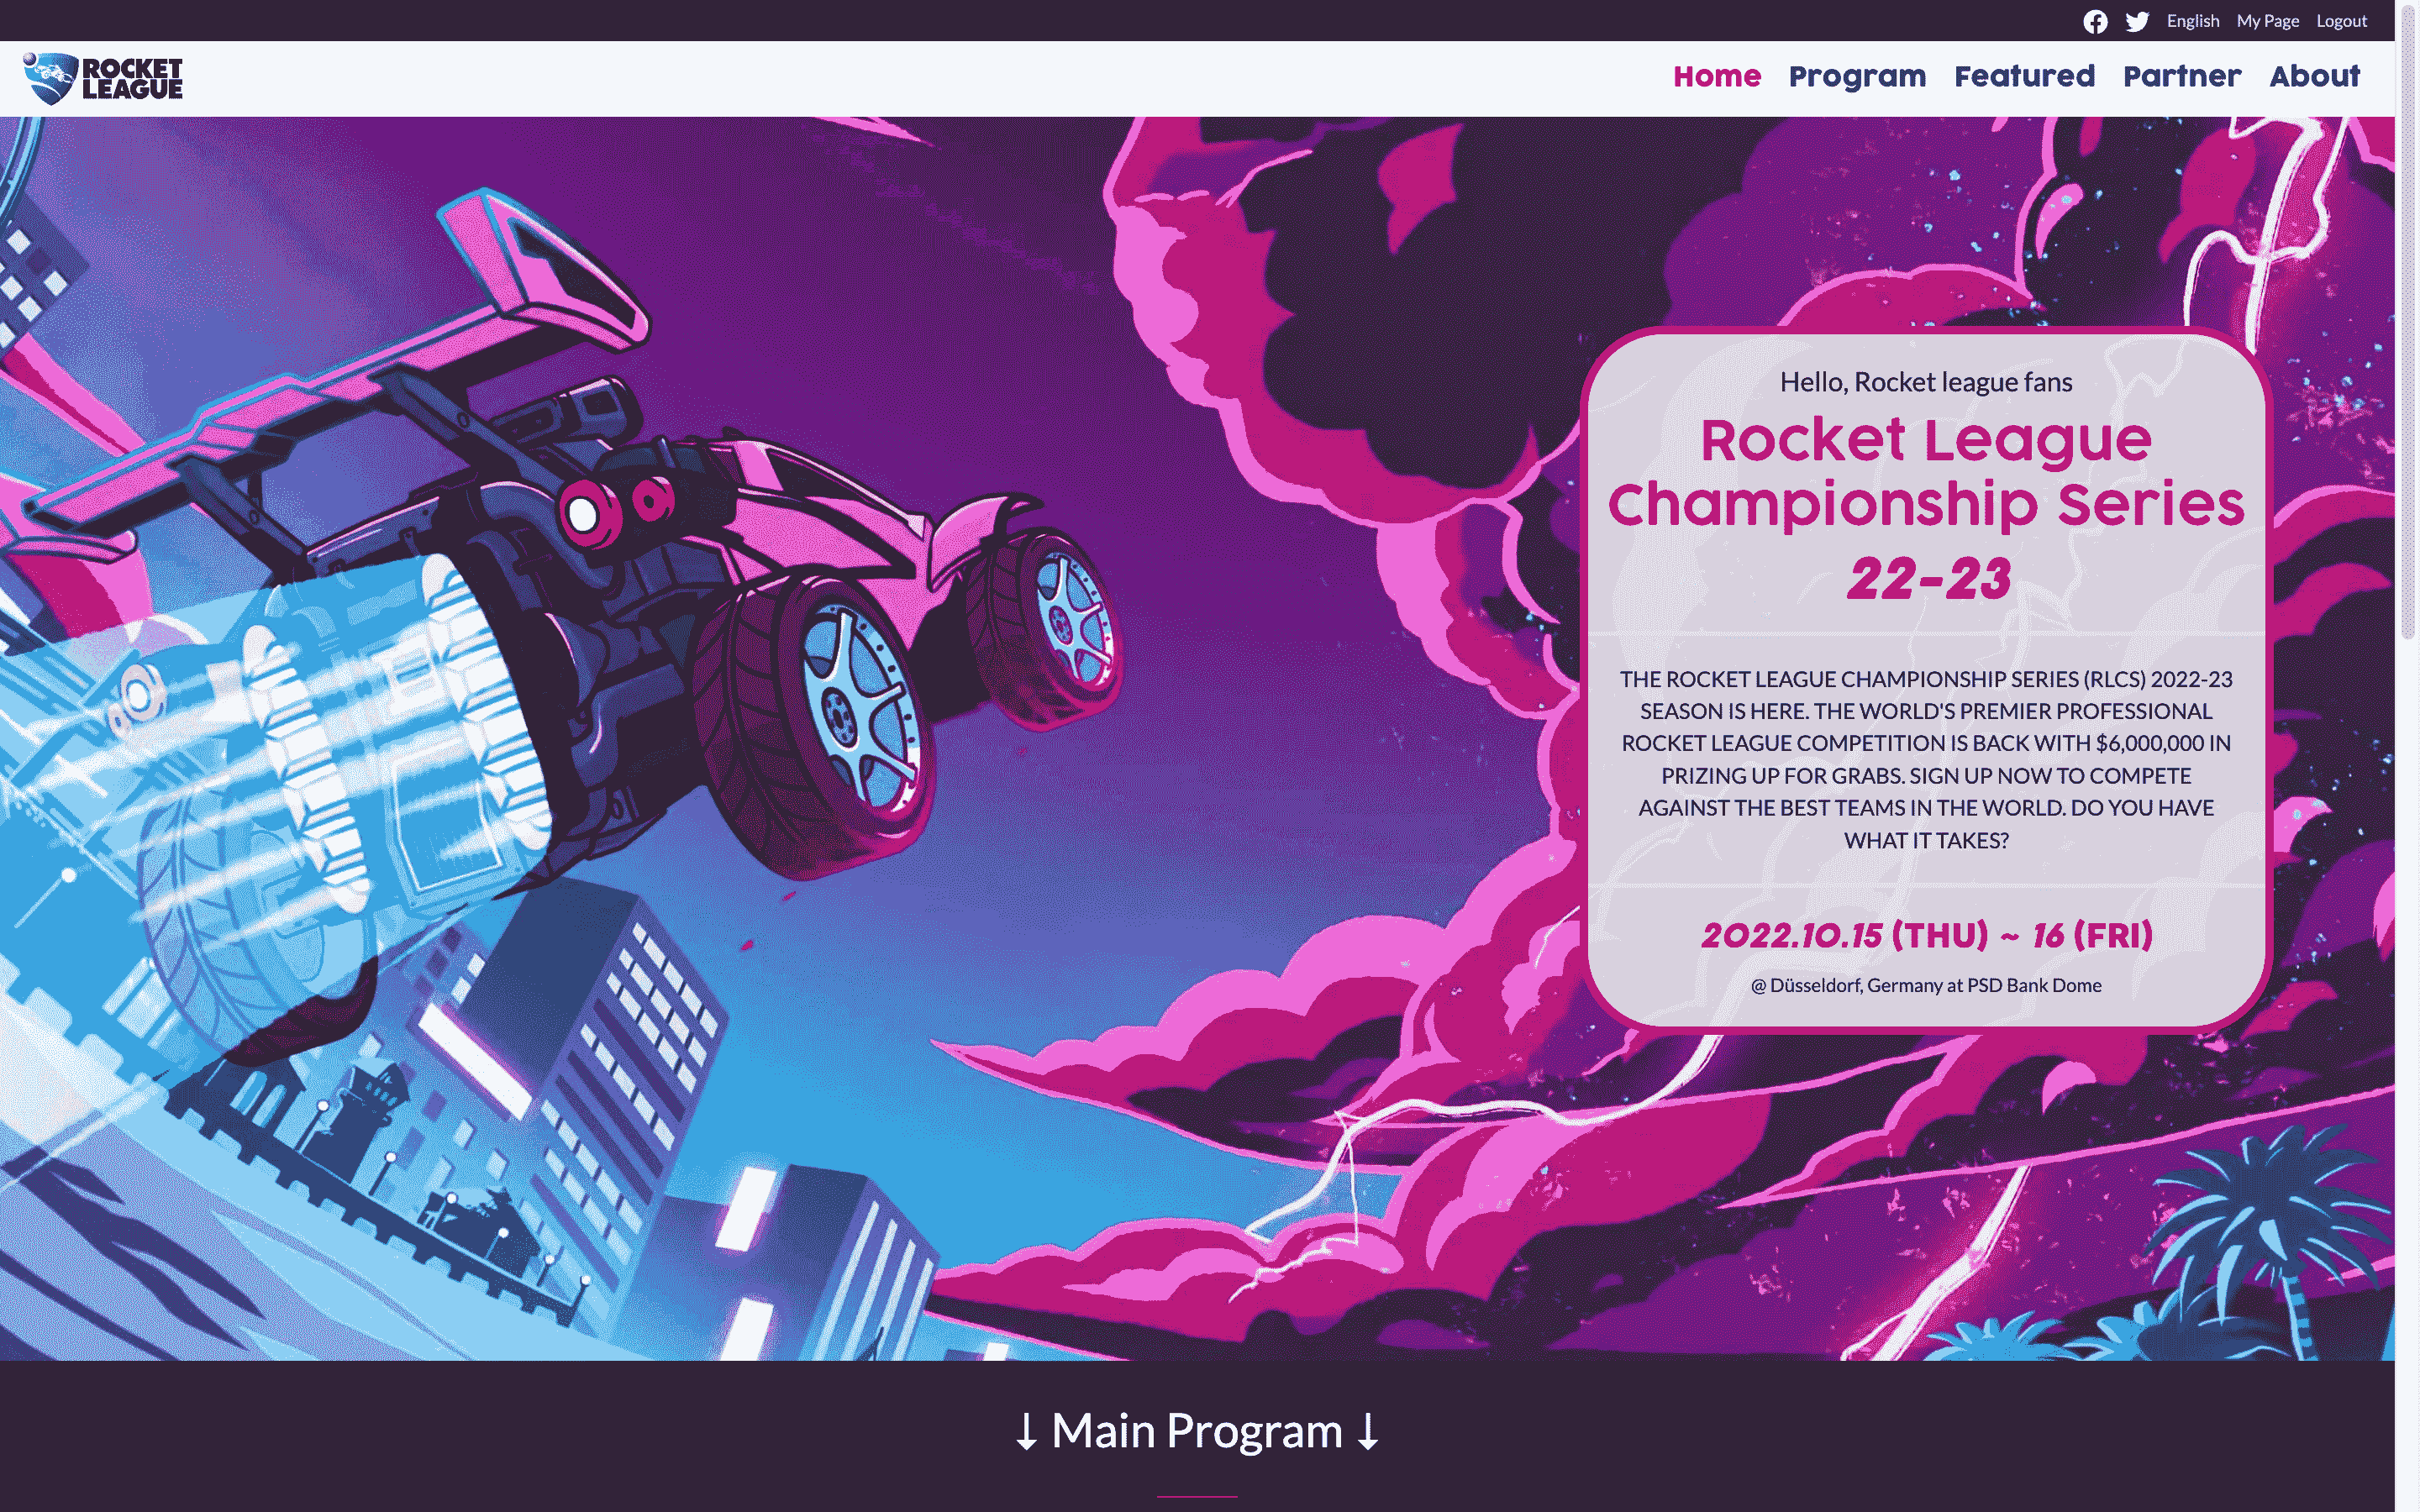 English My Page Logout
ROCKET
LEAGUE
Home Program Featured Partner About
Hello, Rocket league fans
Rocket League
Championship Series
22-23
THE ROCKET LEAGUE CHAMPIONSHIP SERIES (RLCS) 2022-23
SEASON IS HERE. THE WORLD'S PREMIER PROFESSIONAL
ROCKET LEAGUE COMPETITION IS BACK WITH $6,000,000 IN
PRIZING UP FOR GRABS. SIGN UP NOW TO COMPETE
AGAINST THE BEST TEAMS IN THE WORLD. DO YOU HAVE
WHAT IT TAKES?
2022.10.15 (THU) ~ 16 (FRI)
@ Düsseldorf, Germany at PSD Bank Dome
↓ Main Program ↓